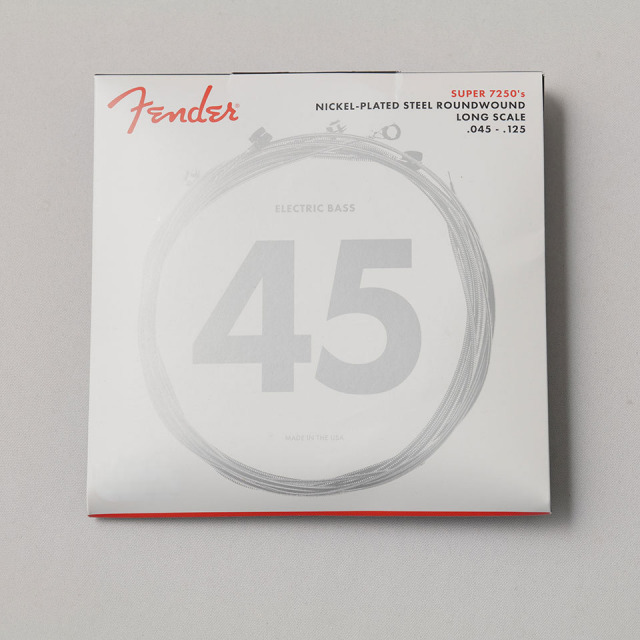 Fender
SUPER 7250's
NICKEL-PLATED STEEL ROUNDWOUND
LONG SCALE
.045 - .125
ELECTRIC BASS
45
MADE IN THE USA